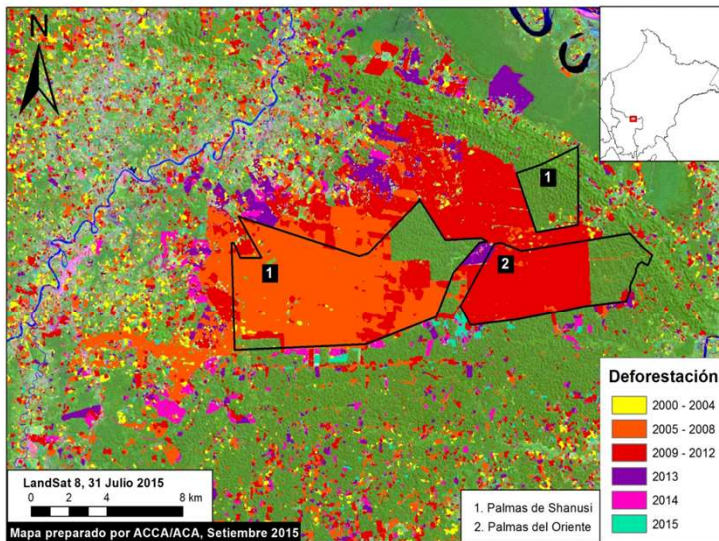 N
1
1
2
Deforestación
2000 - 2004
2005 - 2008
2009 - 2012
2013
2014
2015
LandSat 8, 31 Julio 2015
0 2 4 8 km
1. Palmas de Shanusi
2. Palmas del Oriente
Mapa preparado por ACCA/ACA, Setiembre 2015